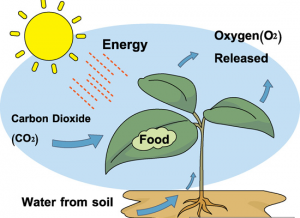 Energy
Oxygen(O₂)
Released
Carbon Dioxide
(CO₂)
Food
Water from soil